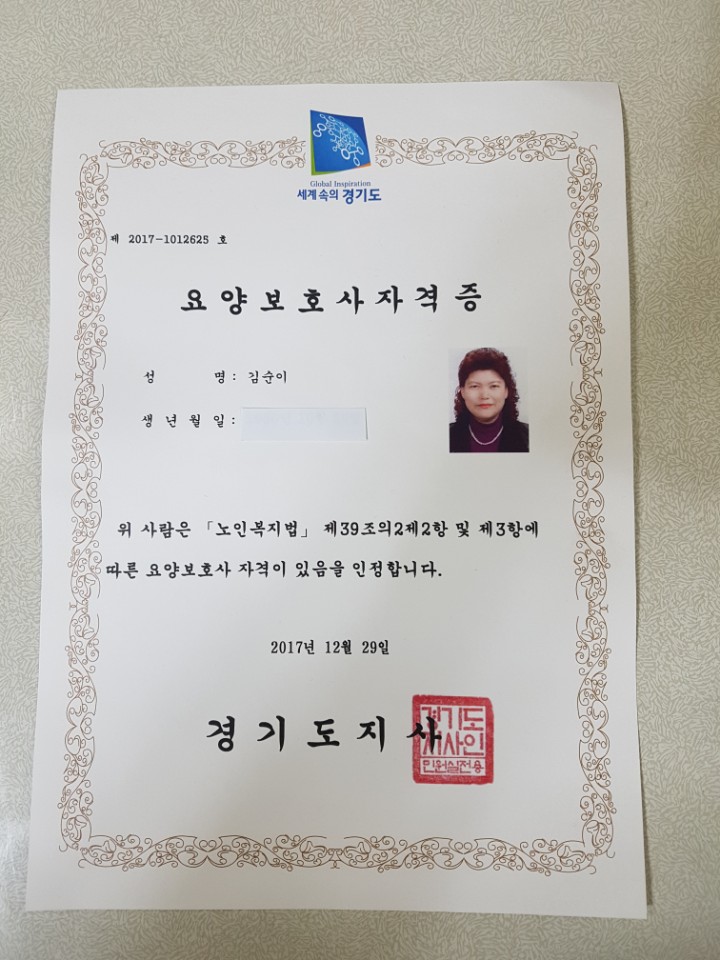 Global Inspiration
세계 속의 경기도
제 2017-1012625 호
요양보호사자격증
성 명: 김순이
생 년 월 일:
위 사람은 「노인복지법」 제39조의2제2항 및 제3항에
따른 요양보호사 자격이 있음을 인정합니다.
2017년 12월 29일
경기도지사
경기도
지사인
민원실전용